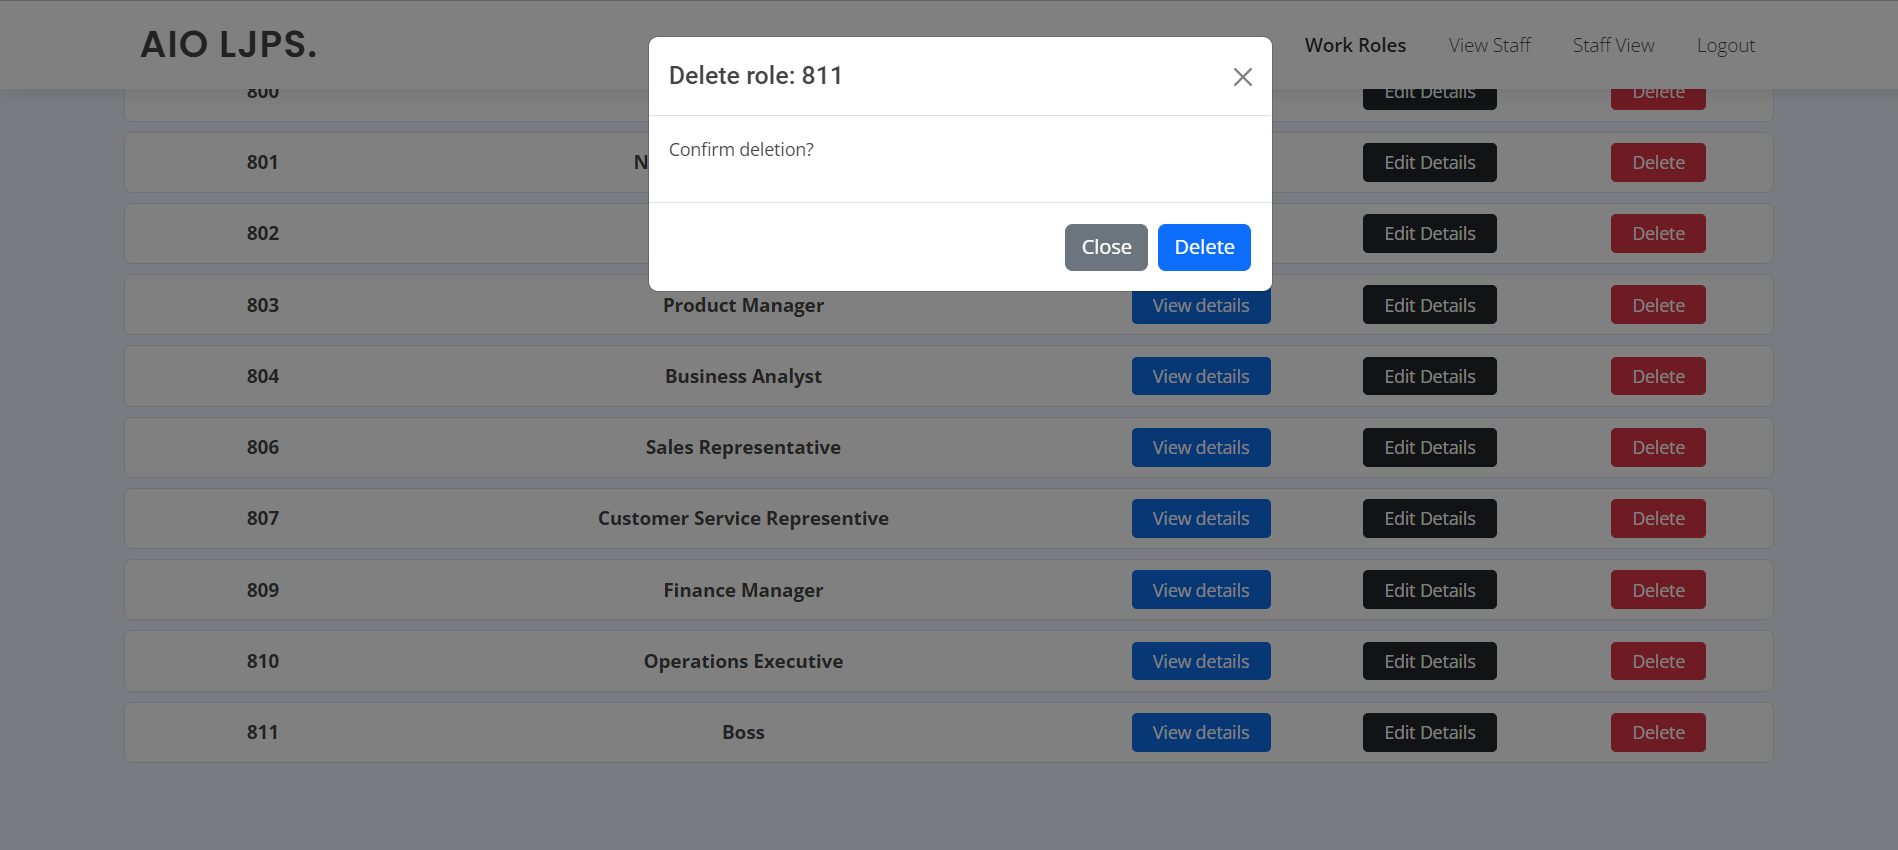 AIO LJPS.
Work Roles View Staff Staff View Logout
Delete role: 811
Confirm deletion?
Close Delete
800 Edit Details Delete
801 N Edit Details Delete
802 Edit Details Delete
803 Product Manager View details Edit Details Delete
804 Business Analyst View details Edit Details Delete
806 Sales Representative View details Edit Details Delete
807 Customer Service Representive View details Edit Details Delete
809 Finance Manager View details Edit Details Delete
810 Operations Executive View details Edit Details Delete
811 Boss View details Edit Details Delete